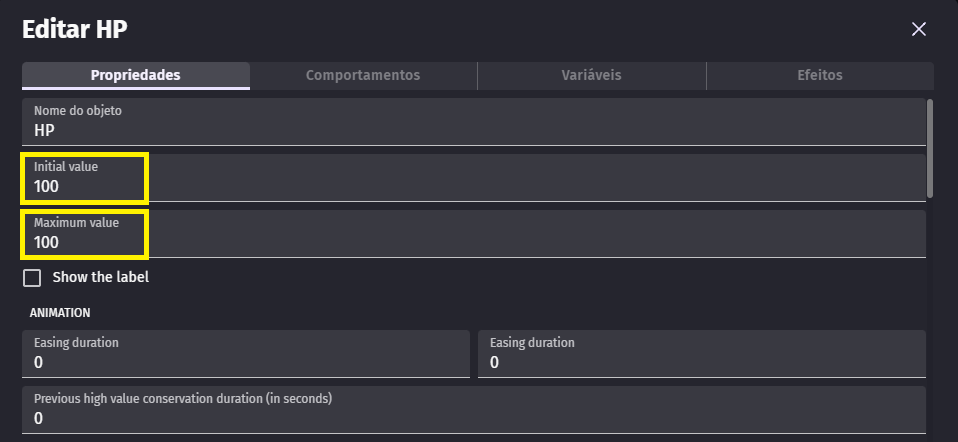 Editar HP
Propriedades Comportamentos Variáveis Efeitos
Nome do objeto
HP
Initial value
100
Maximum value
100
Show the label
ANIMATION
Easing duration Easing duration
0 0
Previous high value conservation duration (in seconds)
0